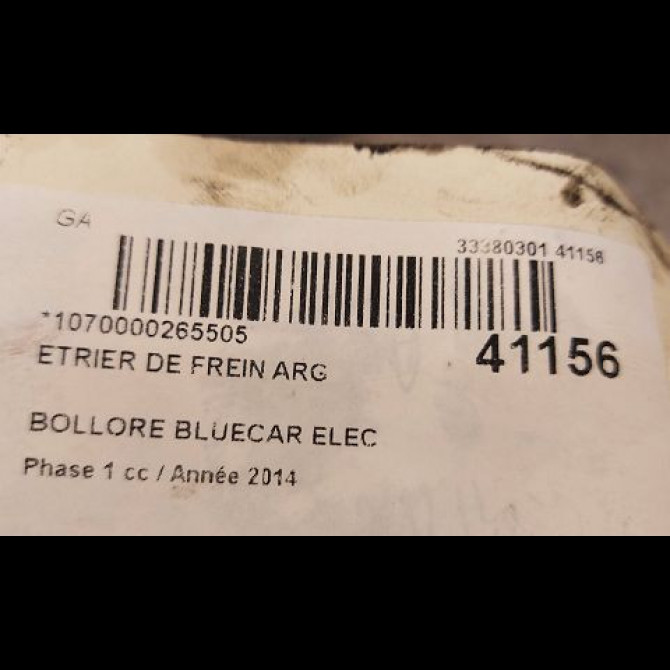 GA
33380301 41156
*1070000265505
41156
ETRIER DE FREIN ARG
BOLLORE BLUECAR ELEC
Phase 1 cc / Année 2014